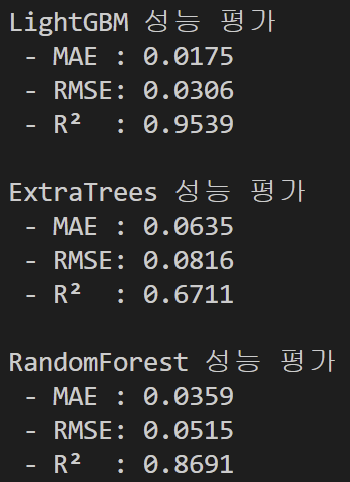 LightGBM 성능 평가
- MAE : 0.0175
- RMSE: 0.0306
- R² : 0.9539
ExtraTrees 성능 평가
- MAE : 0.0635
- RMSE: 0.0816
- R² : 0.6711
RandomForest 성능 평가
- MAE : 0.0359
- RMSE: 0.0515
- R² : 0.8691